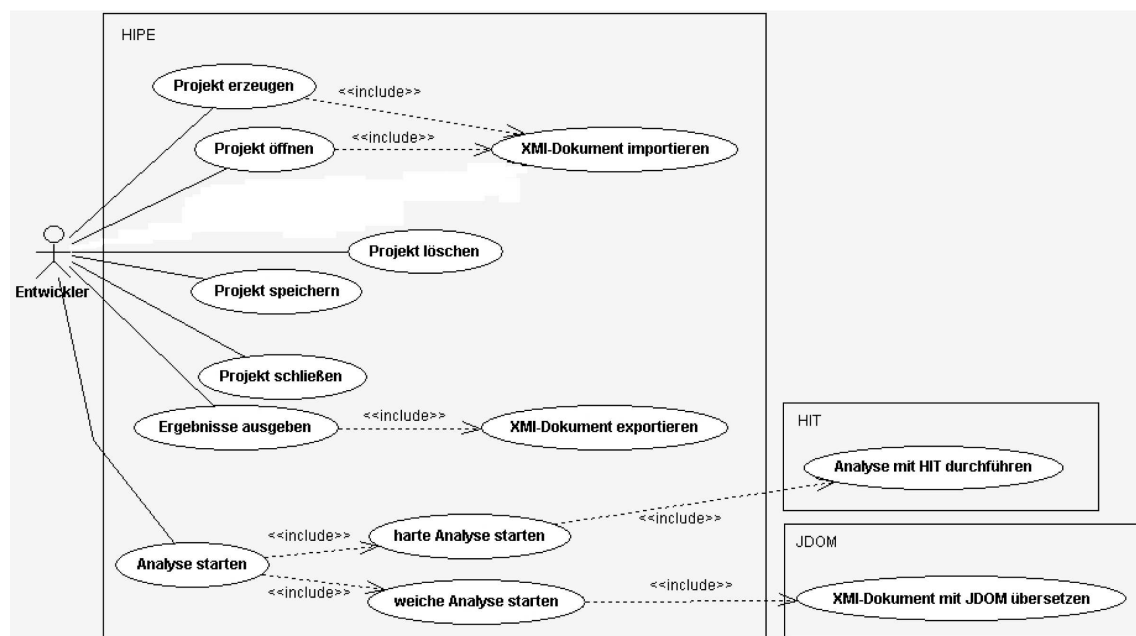 HIPE
Projekt erzeugen
<<include>>
Projekt öffnen
<<include>>
XMI-Dokument importieren
Projekt löschen
Entwickler
Projekt speichern
Projekt schließen
Ergebnisse ausgeben
<<include>>
XMI-Dokument exportieren
HIT
Analyse mit HIT durchführen
<<include>>
<<include>>
harte Analyse starten
JDOM
Analyse starten
<<include>>
weiche Analyse starten
<<include>>
XMI-Dokument mit JDOM übersetzen